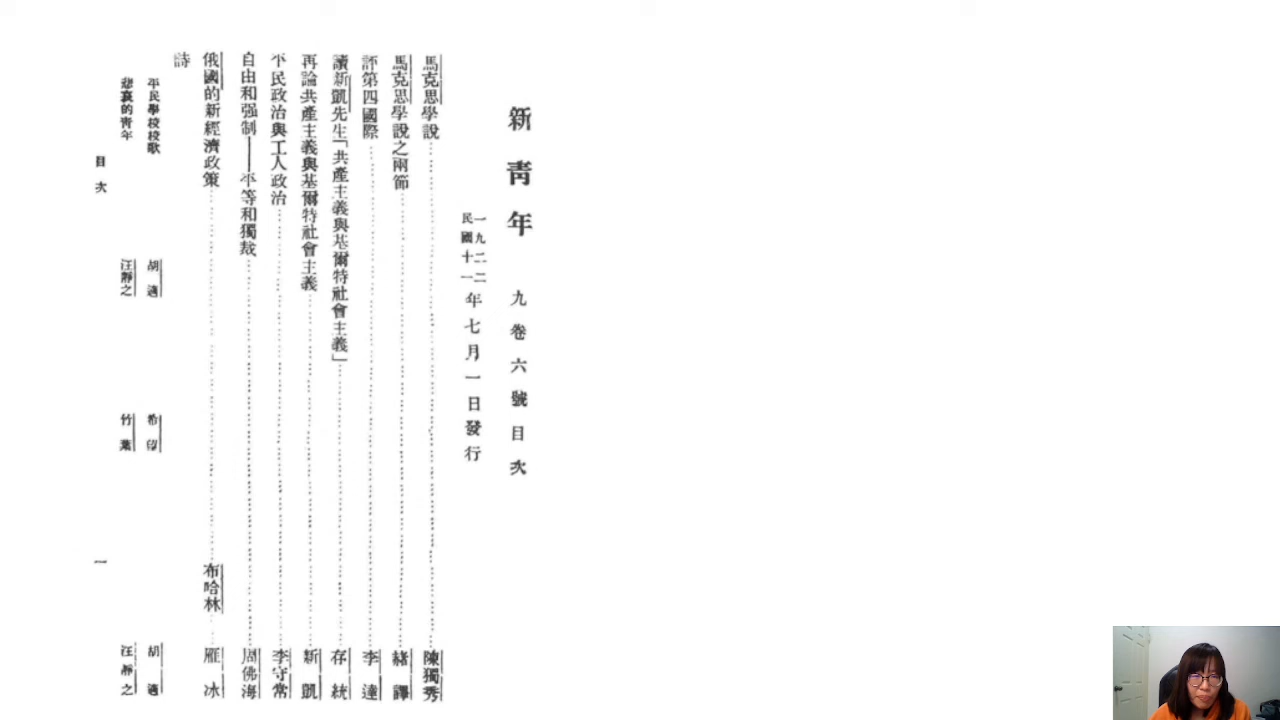 新青年 九卷六號目次
一九二二
民國十一
年七月一日發行
馬克思學說 陳獨秀
馬克思學說之兩節 赭 譯
評第四國際 李 達
讀新凱先生「共產主義與基爾特社會主義」 存 統
再論共產主義與基爾特社會主義 新 凱
平民政治與工人政治 李守常
自由和强制——平等和獨裁 周佛海
俄國的新經濟政策 布哈林 雁 冰
詩
平民學校校歌 胡 適 希  胡 適
悲哀的靑年 汪靜之 竹 葉 汪靜之
目次 一